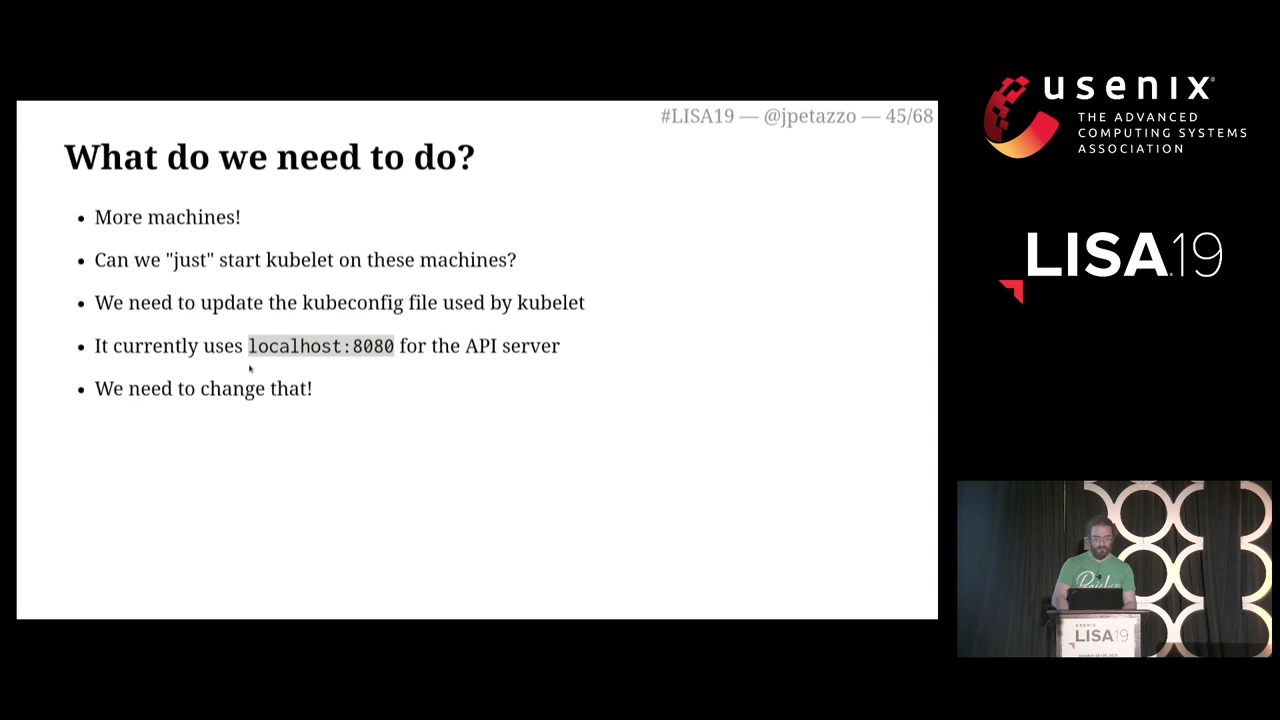 #LISA19 — @jpetazzo — 45/68
What do we need to do?
More machines!
Can we "just" start kubelet on these machines?
We need to update the kubeconfig file used by kubelet
It currently uses localhost:8080 for the API server
We need to change that!
usenix
THE ADVANCED
COMPUTING SYSTEMS
ASSOCIATION
LISA19
usenix
LISA19